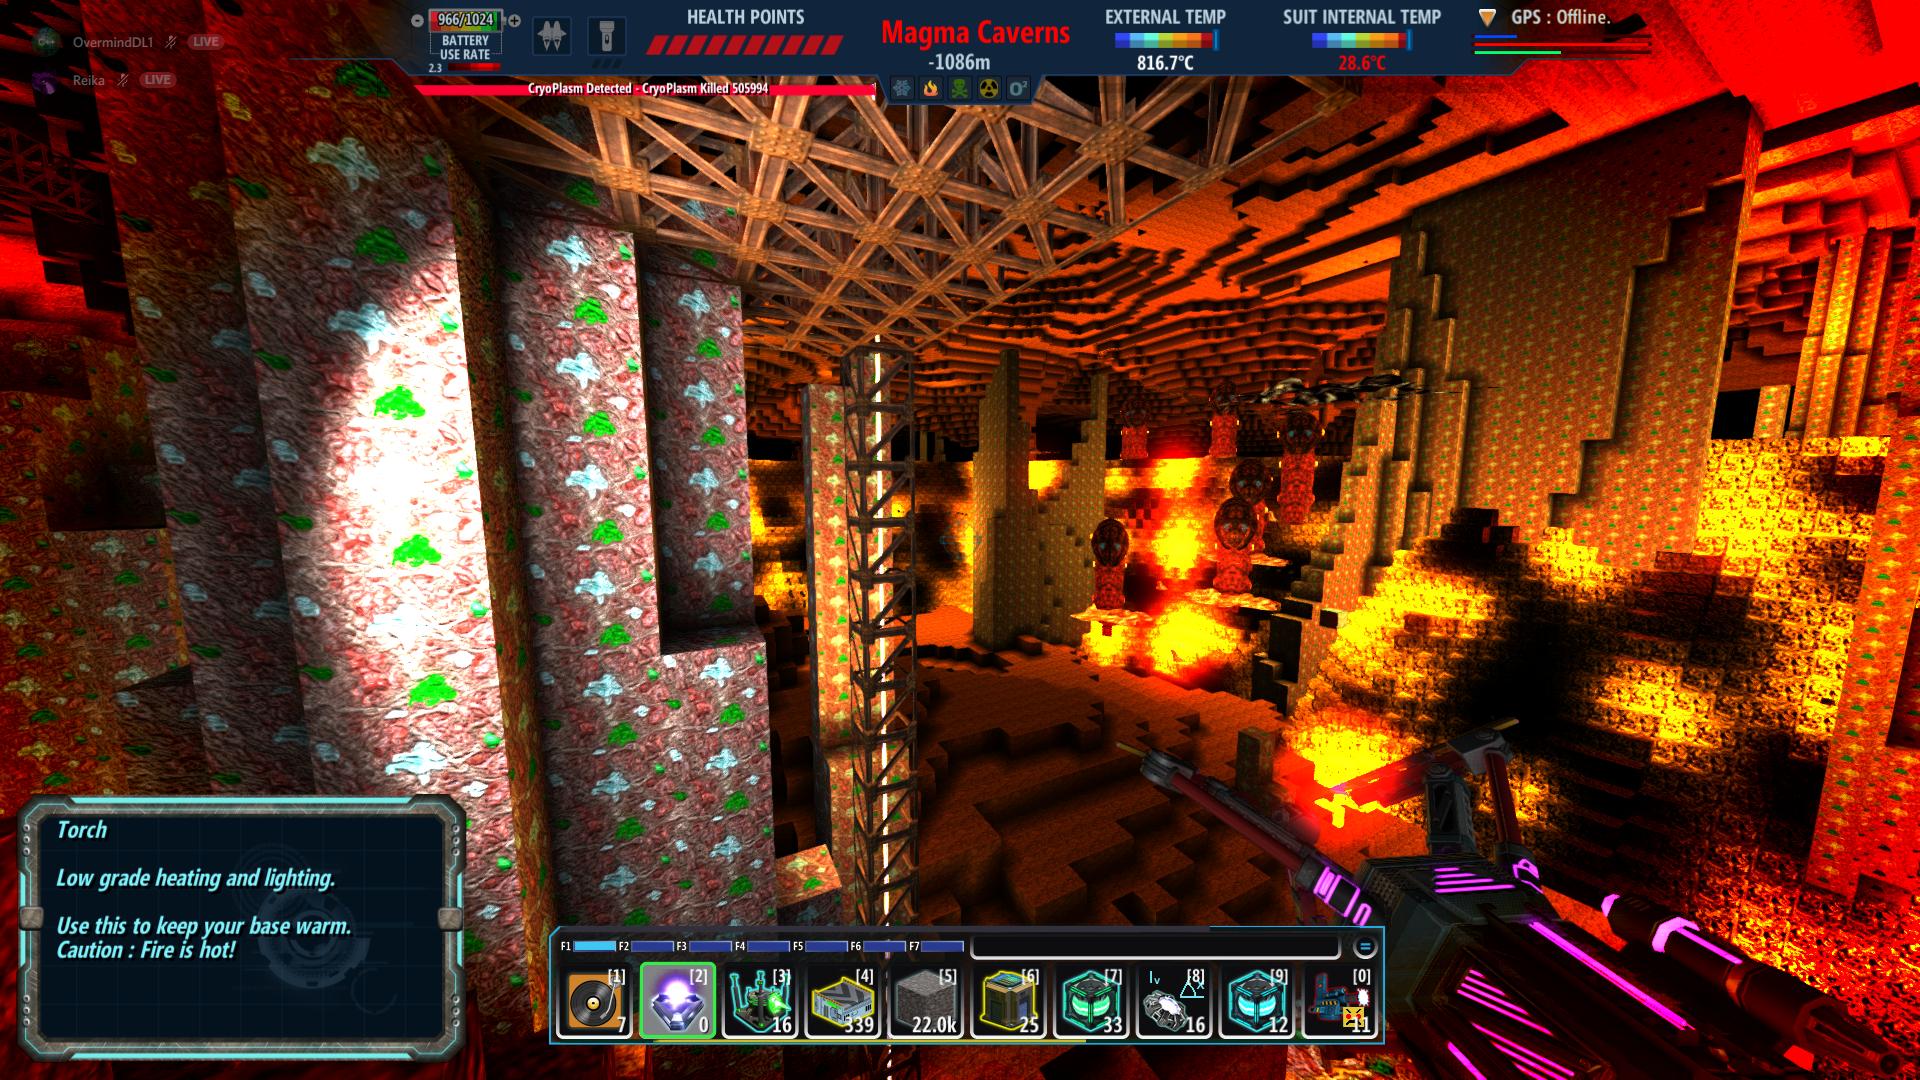 OvermindDL1 LIVE
Reika LIVE
966/1024
BATTERY
USE RATE
2.3
HEALTH POINTS
Magma Caverns
-1086m
EXTERNAL TEMP
816.7°C
SUIT INTERNAL TEMP
28.6°C
GPS : Offline.
CryoPlasm Detected - CryoPlasm Killed 505994
Torch
Low grade heating and lighting.
Use this to keep your base warm.
Caution : Fire is hot!
F1 F2 F3 F4 F5 F6 F7
[1] [2] [3] [4] [5] [6] [7] [8] [9] [0]
7 0 16 339 22.0k 25 33 16 12 11